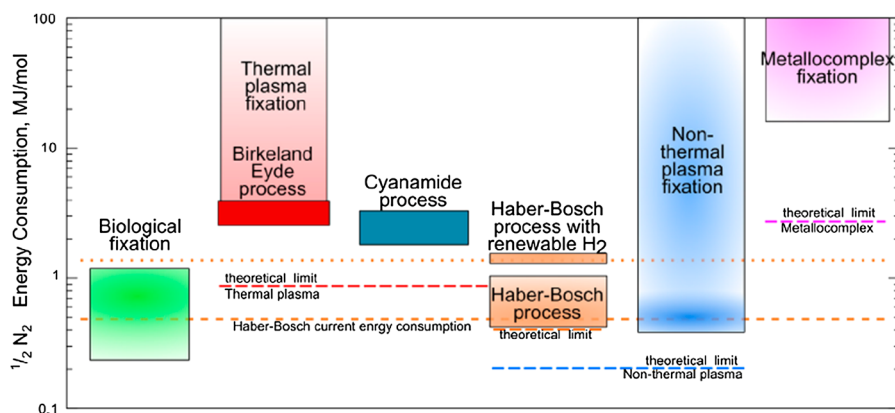 ½ N₂ Energy Consumption, MJ/mol
100
10
1
0.1
Biological
fixation
Thermal
plasma
fixation
Birkeland
Eyde
process
Cyanamide
process
Haber-Bosch
process with
renewable H₂
Haber-Bosch
process
theoretical limit
Non-
thermal
plasma
fixation
Metallocomplex
fixation
theoretical limit
Metallocomplex
theoretical limit
Thermal plasma
Haber-Bosch current enrgy consumption
theoretical limit
Non-thermal plasma